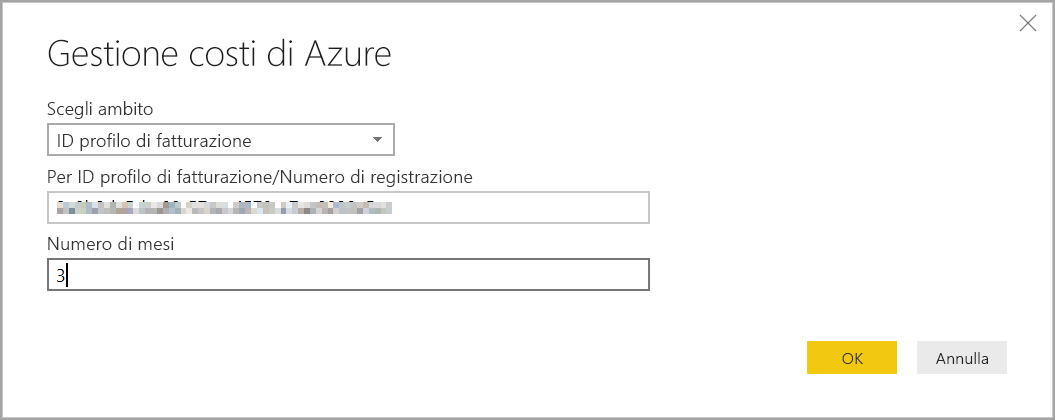 Gestione costi di Azure
Scegli ambito
ID profilo di fatturazione
Per ID profilo di fatturazione/Numero di registrazione
Numero di mesi
3
OK
Annulla